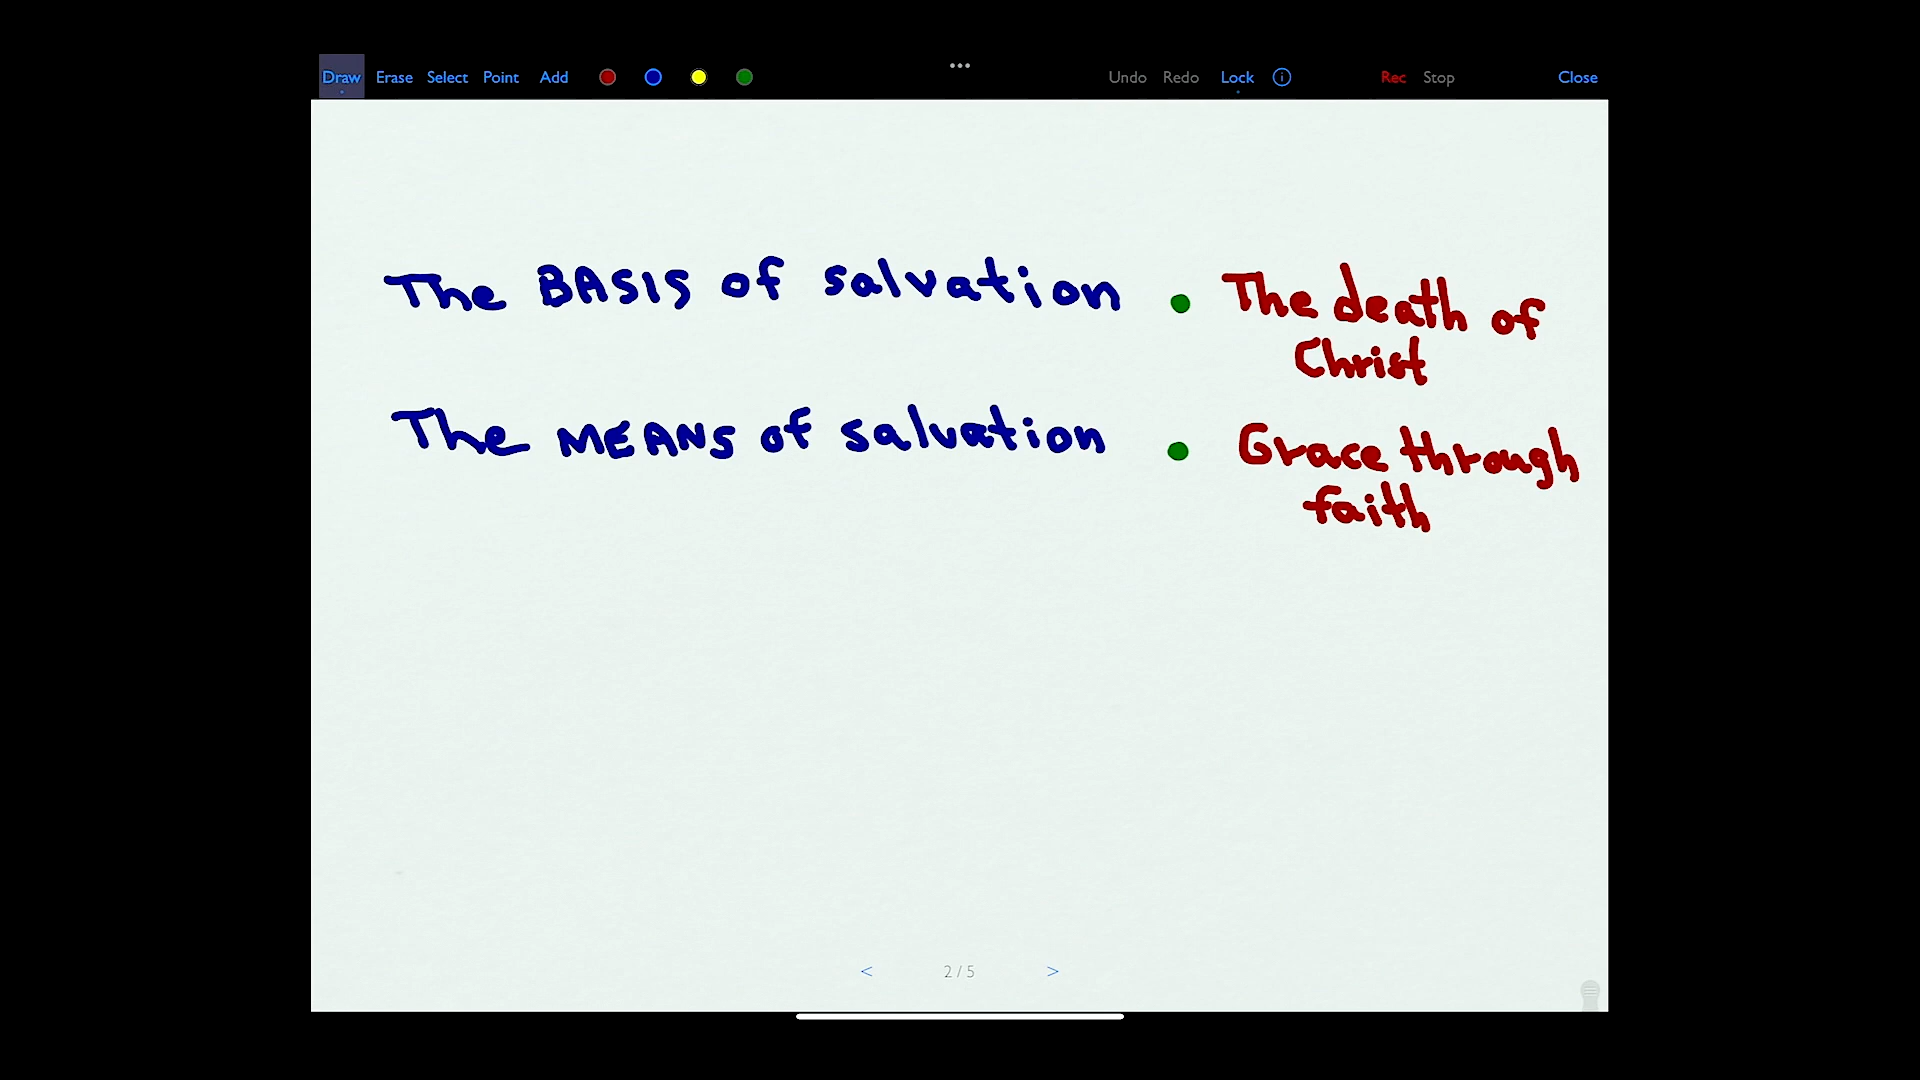 Draw Erase Select Point Add Undo Redo Lock Rec Stop Close
The BASIS of salvation • The death of
Christ
The MEANS of salvation • Grace through
faith
< 2 / 5 >